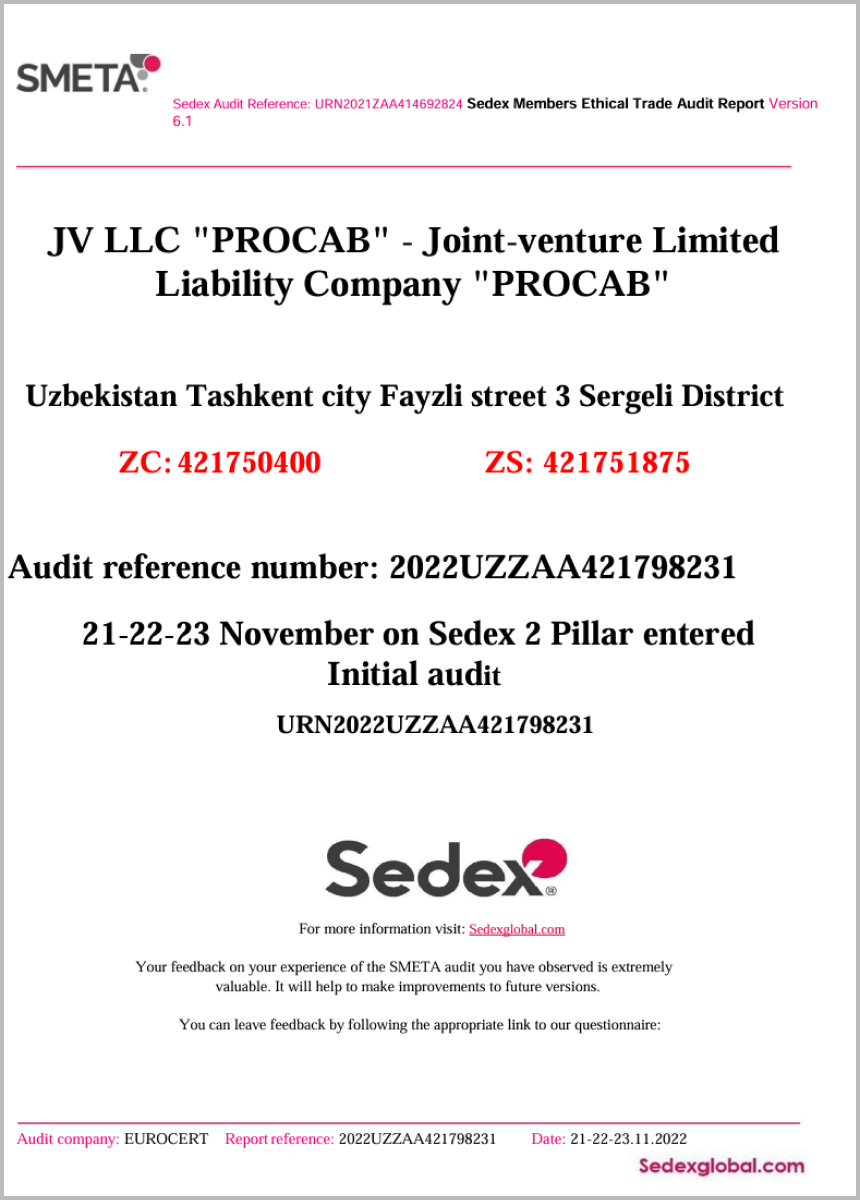 SMETA
Sedex Audit Reference: URN2021ZAA414692824 Sedex Members Ethical Trade Audit Report Version
6.1
JV LLC "PROCAB" - Joint-venture Limited
Liability Company "PROCAB"
Uzbekistan Tashkent city Fayzli street 3 Sergeli District
ZC: 421750400 ZS: 421751875
Audit reference number: 2022UZZAA421798231
21-22-23 November on Sedex 2 Pillar entered
Initial audit
URN2022UZZAA421798231
Sedex®
For more information visit: Sedexglobal.com
Your feedback on your experience of the SMETA audit you have observed is extremely
valuable. It will help to make improvements to future versions.
You can leave feedback by following the appropriate link to our questionnaire:
Audit company: EUROCERT Report reference: 2022UZZAA421798231 Date: 21-22-23.11.2022
Sedexglobal.com